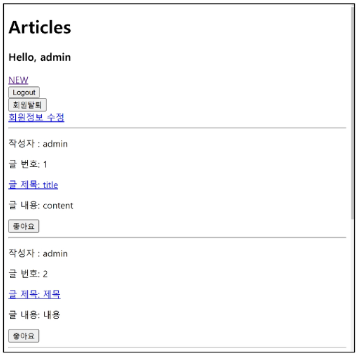 Articles
Hello, admin
NEW
Logout
회원탈퇴
회원정보 수정
작성자 : admin
글 번호: 1
글 제목: title
글 내용: content
좋아요
작성자 : admin
글 번호: 2
글 제목: 제목
글 내용: 내용
좋아요